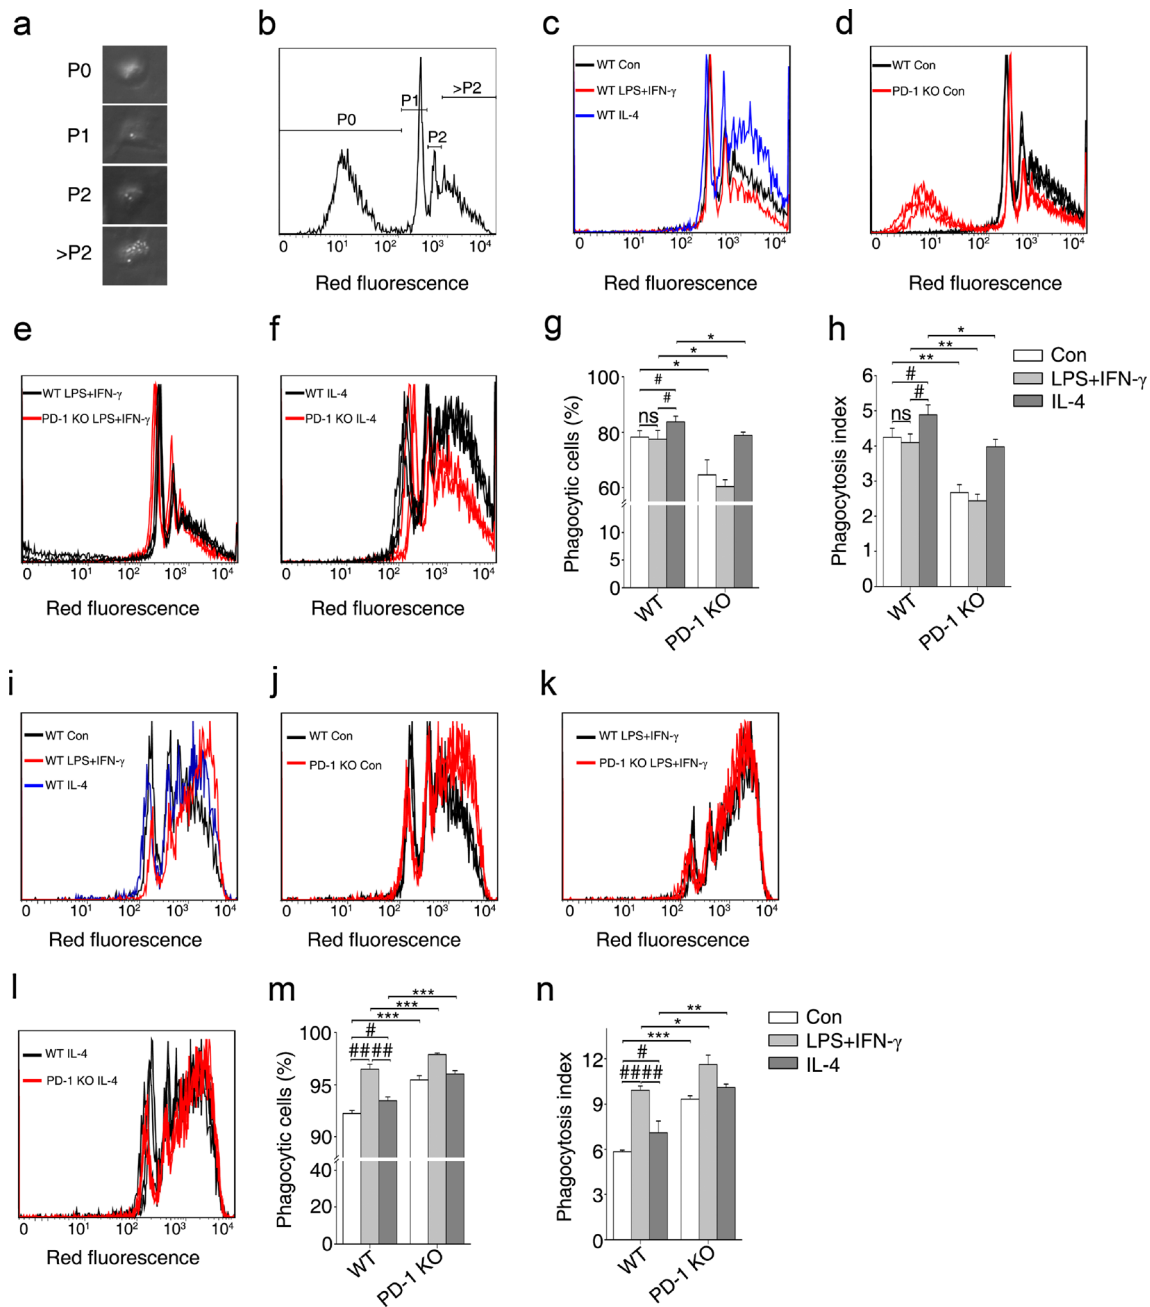 a
P0
P1
P2
>P2
b
P0
P1
P2
>P2
0 10¹ 10² 10³ 10⁴
Red fluorescence
c
WT Con
WT LPS+IFN-γ
WT IL-4
0 10¹ 10² 10³ 10⁴
Red fluorescence
d
WT Con
PD-1 KO Con
0 10¹ 10² 10³ 10⁴
Red fluorescence
e
WT LPS+IFN-γ
PD-1 KO LPS+IFN-γ
0 10¹ 10² 10³ 10⁴
Red fluorescence
f
WT IL-4
PD-1 KO IL-4
0 10¹ 10² 10³ 10⁴
Red fluorescence
g
Phagocytic cells (%)
100
80
60
15
10
5
0
*
*
*
#
#
ns
WT
PD-1 KO
h
Phagocytosis index
6
5
4
3
2
1
0
*
**
**
#
#
ns
WT
PD-1 KO
Con
LPS+IFN-γ
IL-4
i
WT Con
WT LPS+IFN-γ
WT IL-4
0 10¹ 10² 10³ 10⁴
Red fluorescence
j
WT Con
PD-1 KO Con
0 10¹ 10² 10³ 10⁴
Red fluorescence
k
WT LPS+IFN-γ
PD-1 KO LPS+IFN-γ
0 10¹ 10² 10³ 10⁴
Red fluorescence
l
WT IL-4
PD-1 KO IL-4
0 10¹ 10² 10³ 10⁴
Red fluorescence
m
Phagocytic cells (%)
100
95
90
40
20
0
***
***
***
#
####
WT
PD-1 KO
n
Phagocytosis index
12
9
6
3
0
**
*
***
#
####
WT
PD-1 KO
Con
LPS+IFN-γ
IL-4